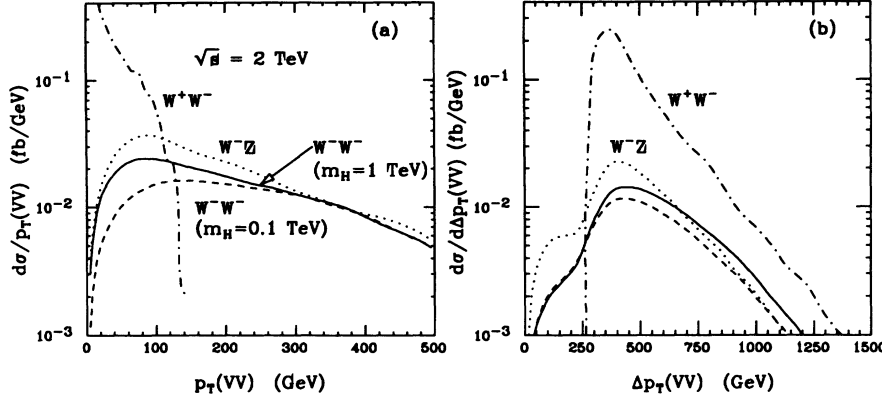 (a)
√s = 2 TeV
W⁺W⁻
W⁻Z
W⁻W⁻
(m_H=1 TeV)
W⁻W⁻
(m_H=0.1 TeV)
dσ/p_T(VV) (fb/GeV)
10⁻¹
10⁻²
10⁻³
0 100 200 300 400 500
p_T(VV) (GeV)
(b)
W⁺W⁻
W⁻Z
dσ/dΔp_T(VV) (fb/GeV)
10⁻¹
10⁻²
10⁻³
0 250 500 750 1000 1250 1500
Δp_T(VV) (GeV)